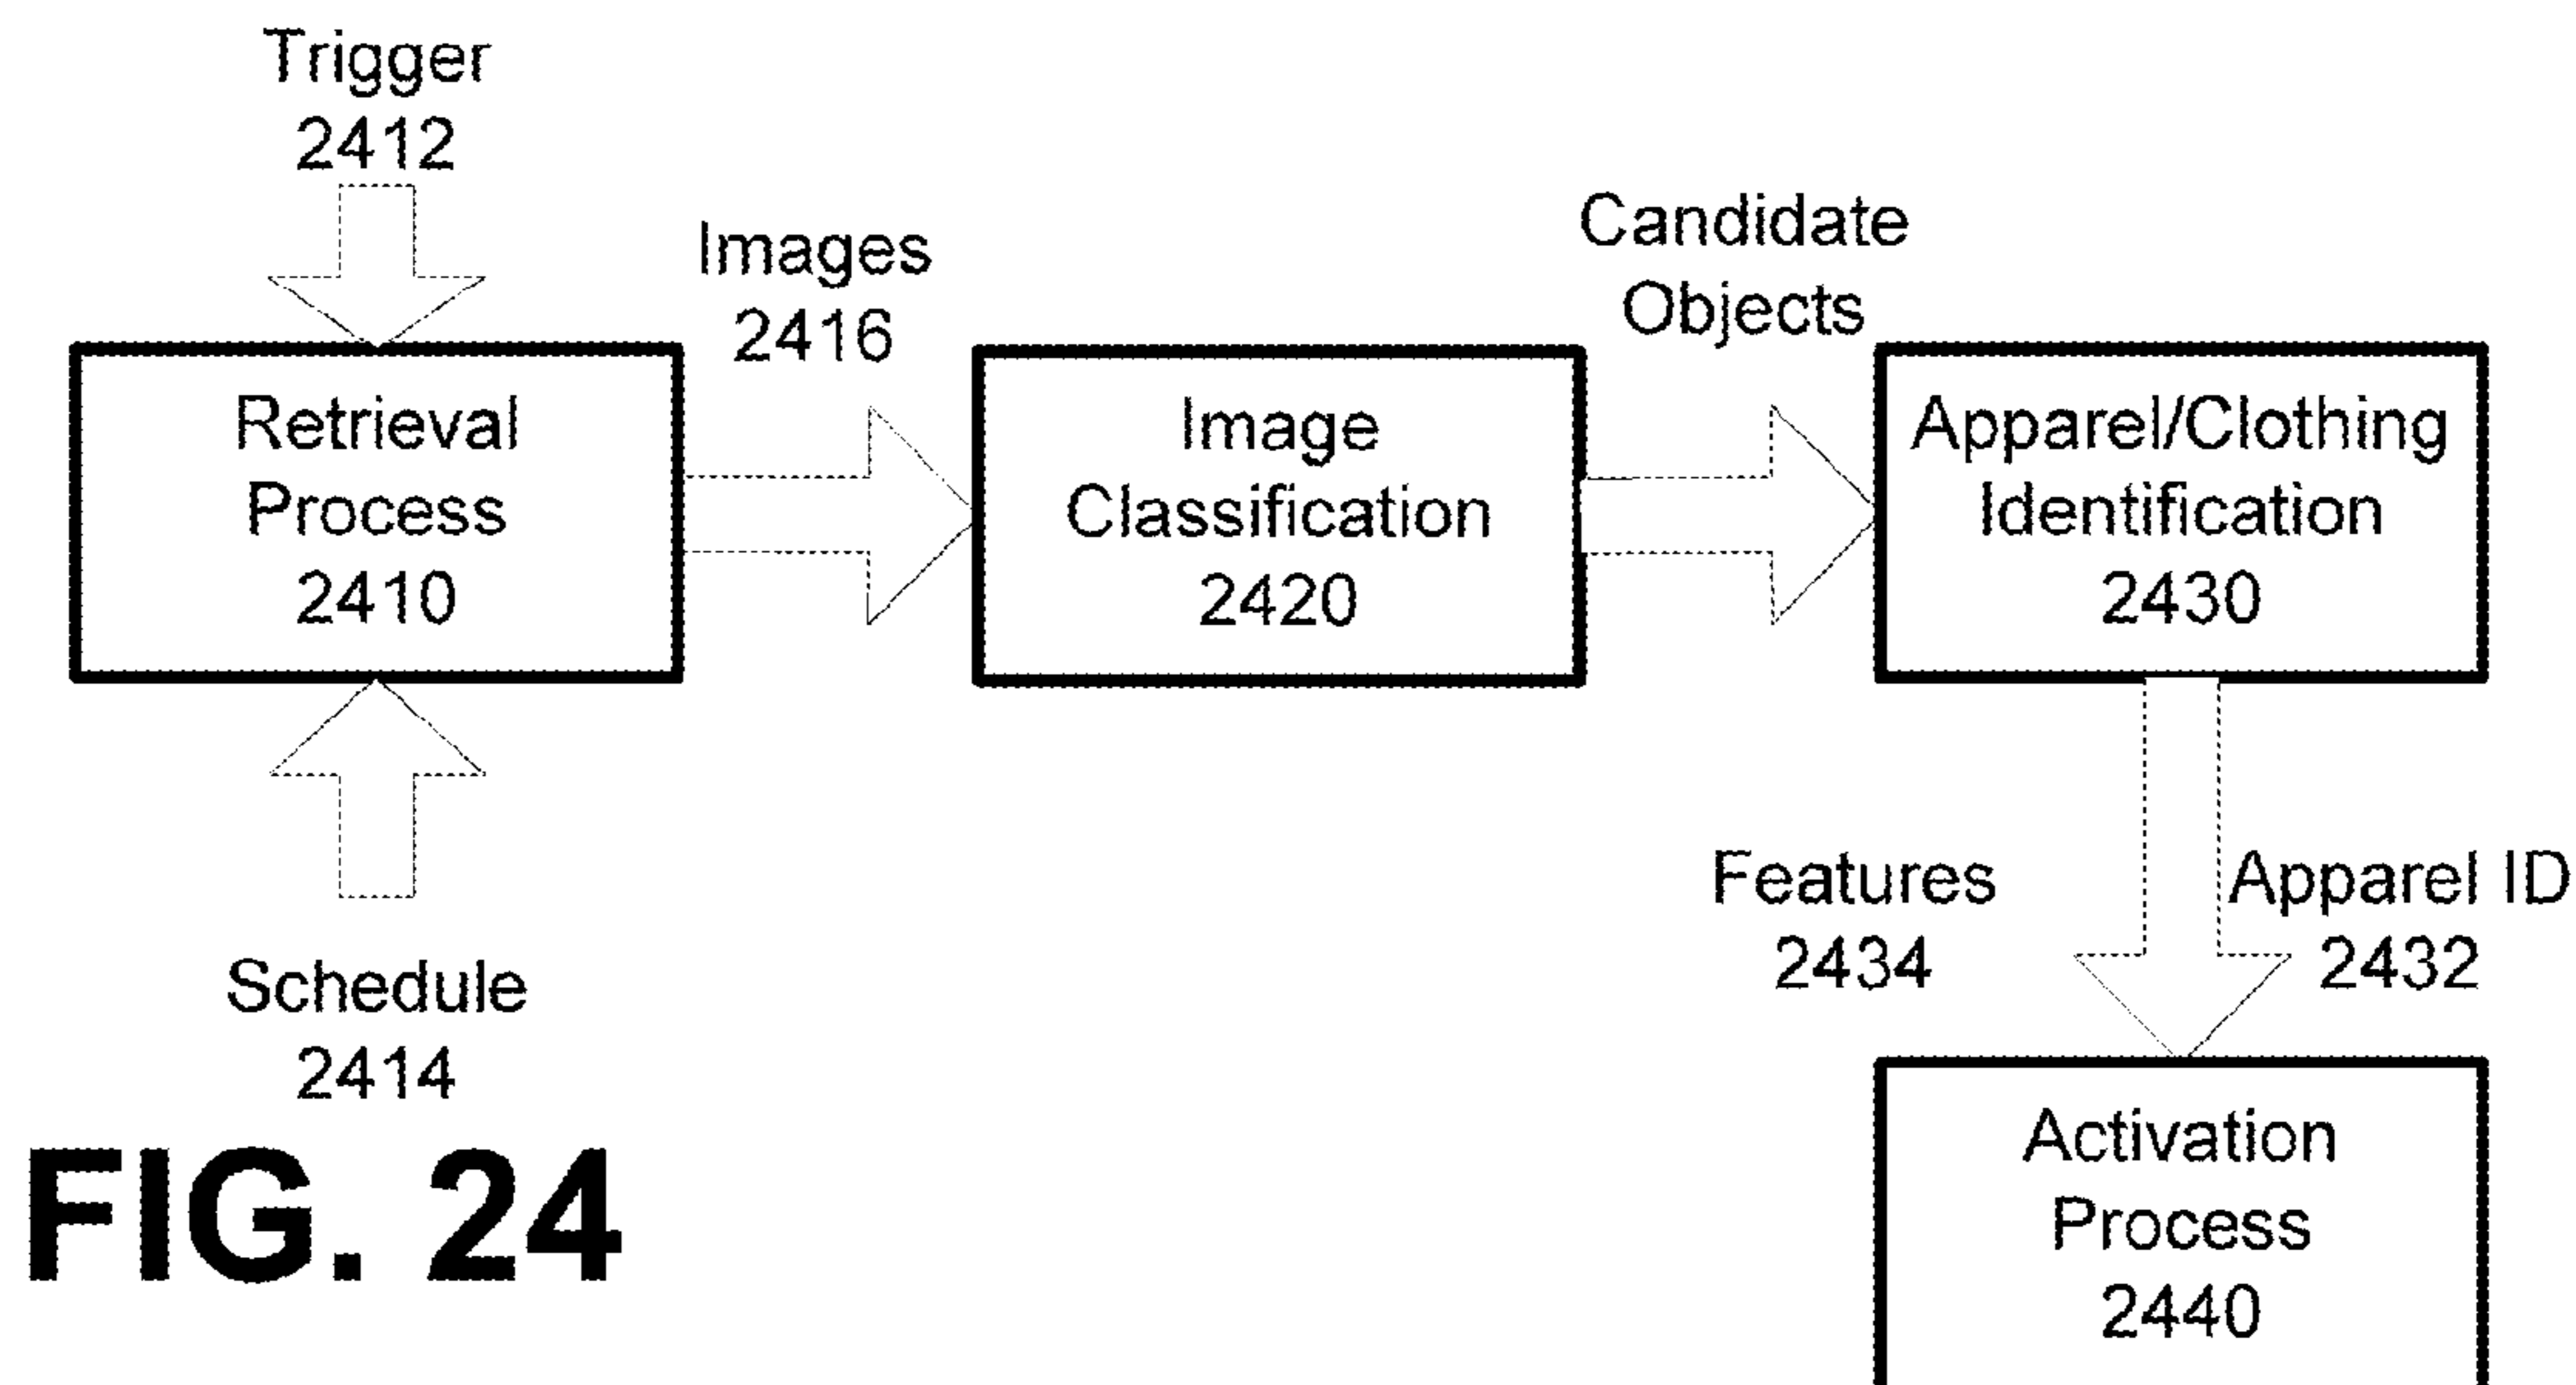 Trigger
2412
Images
2416
Candidate
Objects
Retrieval
Process
2410
Image
Classification
2420
Apparel/Clothing
Identification
2430
Features
2434
Apparel ID
2432
Schedule
2414
Activation
Process
2440
FIG. 24